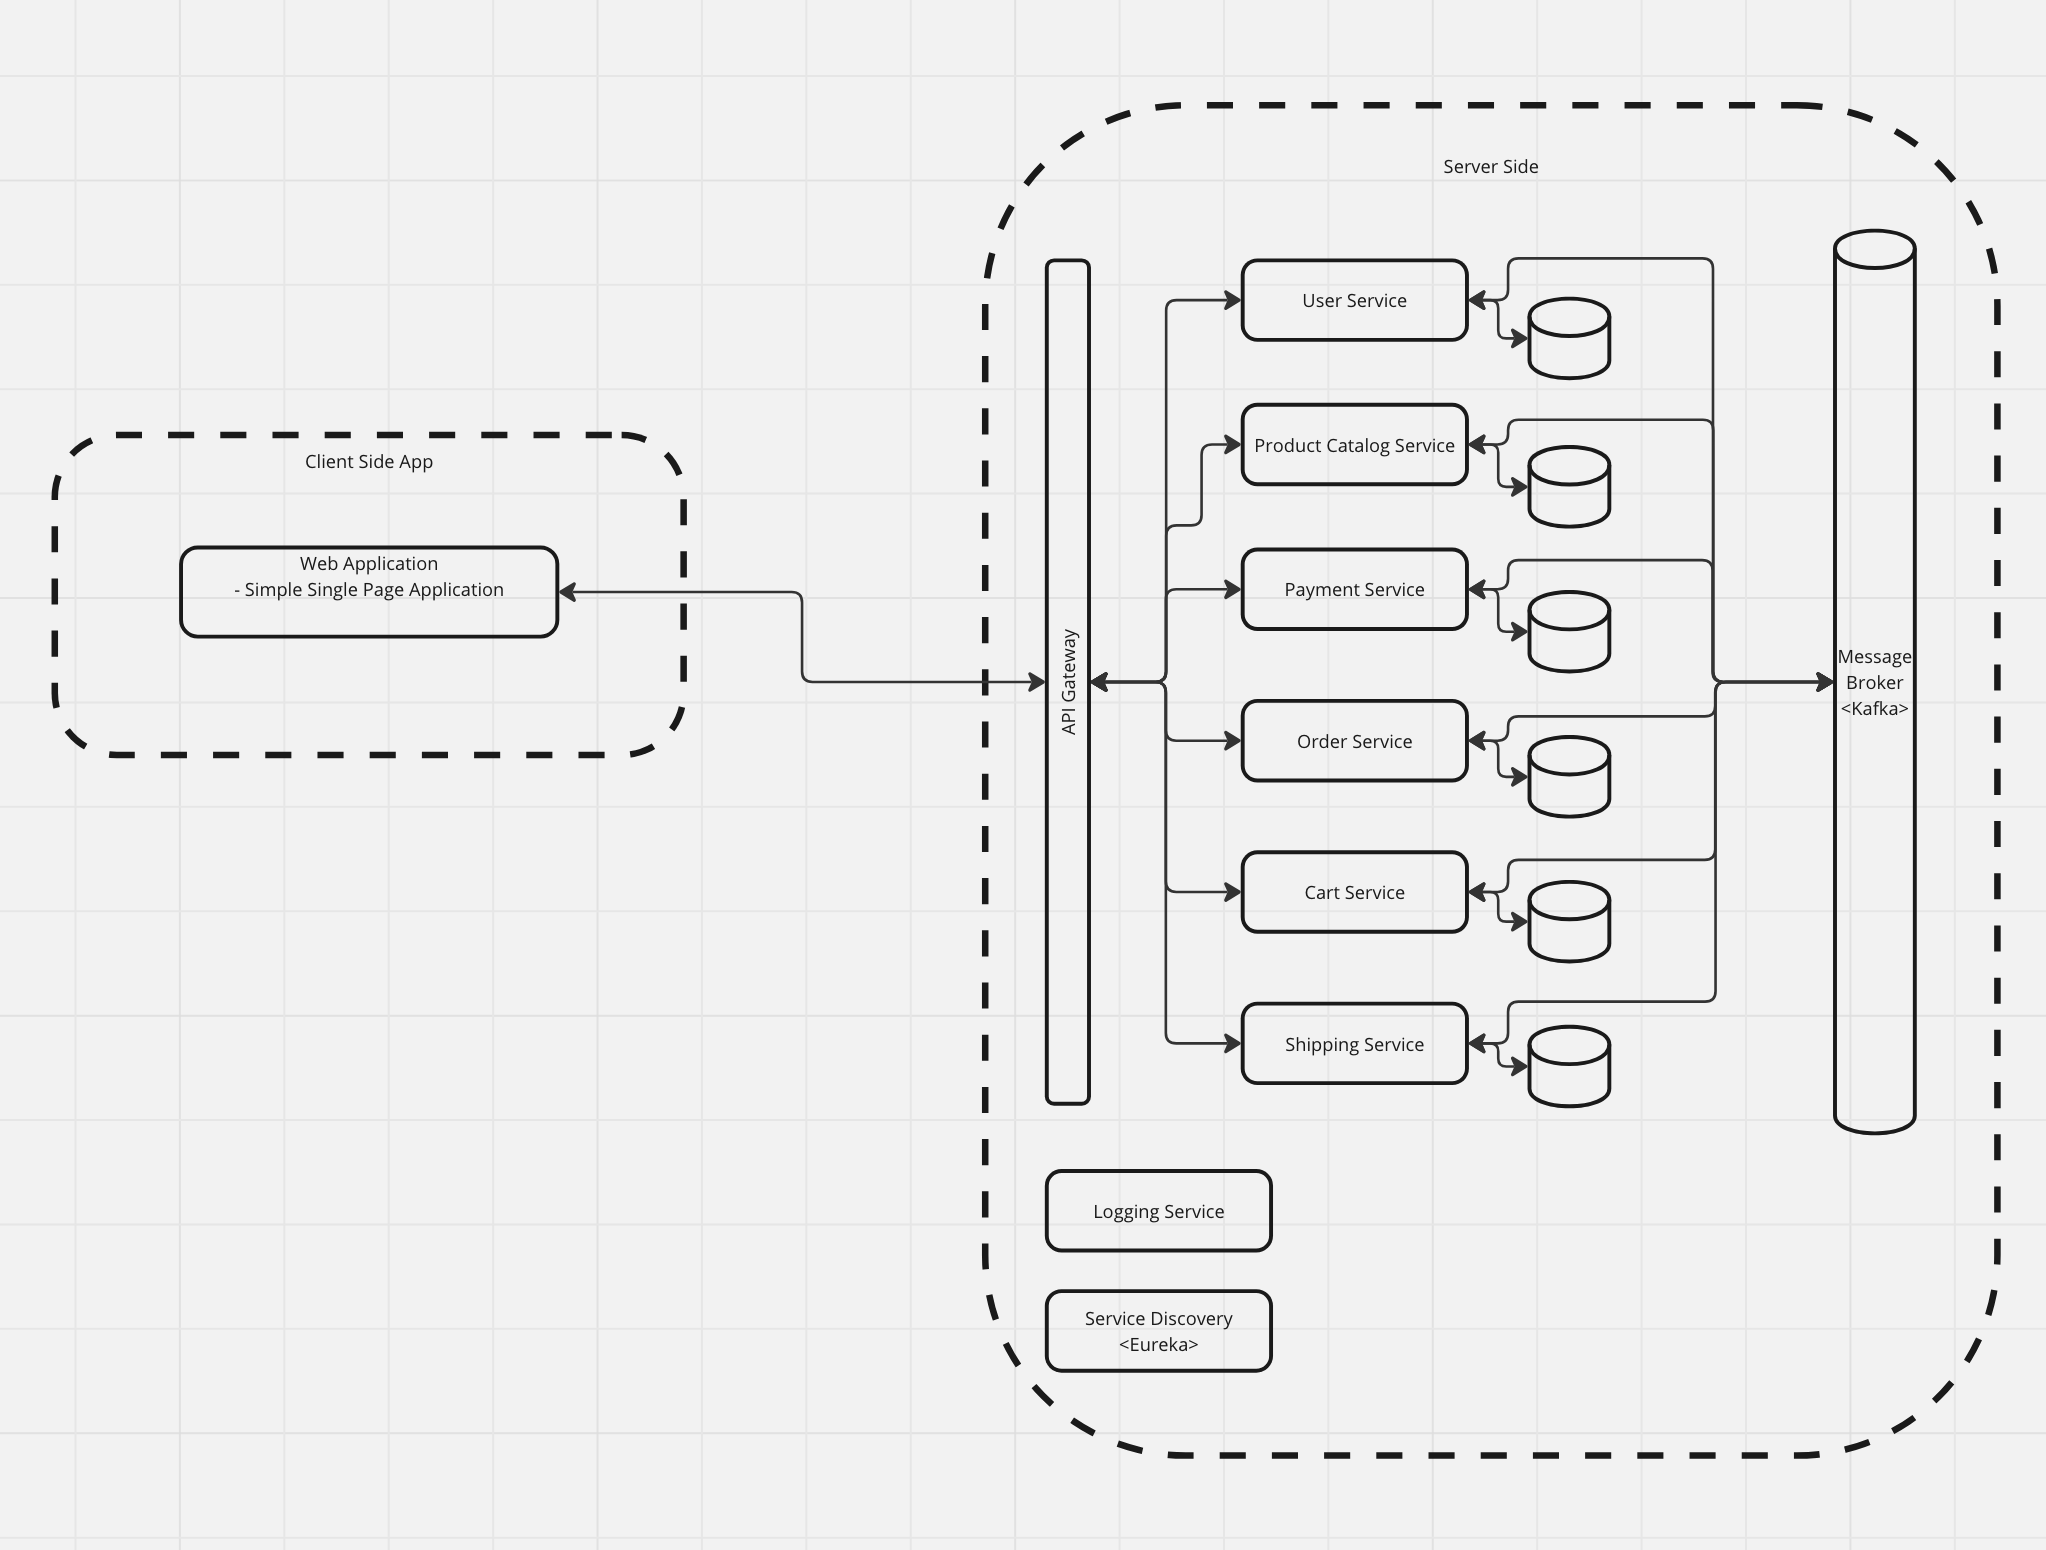 Server Side
Client Side App
Web Application
- Simple Single Page Application
API Gateway
User Service
Product Catalog Service
Payment Service
Order Service
Cart Service
Shipping Service
Message
Broker
<Kafka>
Logging Service
Service Discovery
<Eureka>